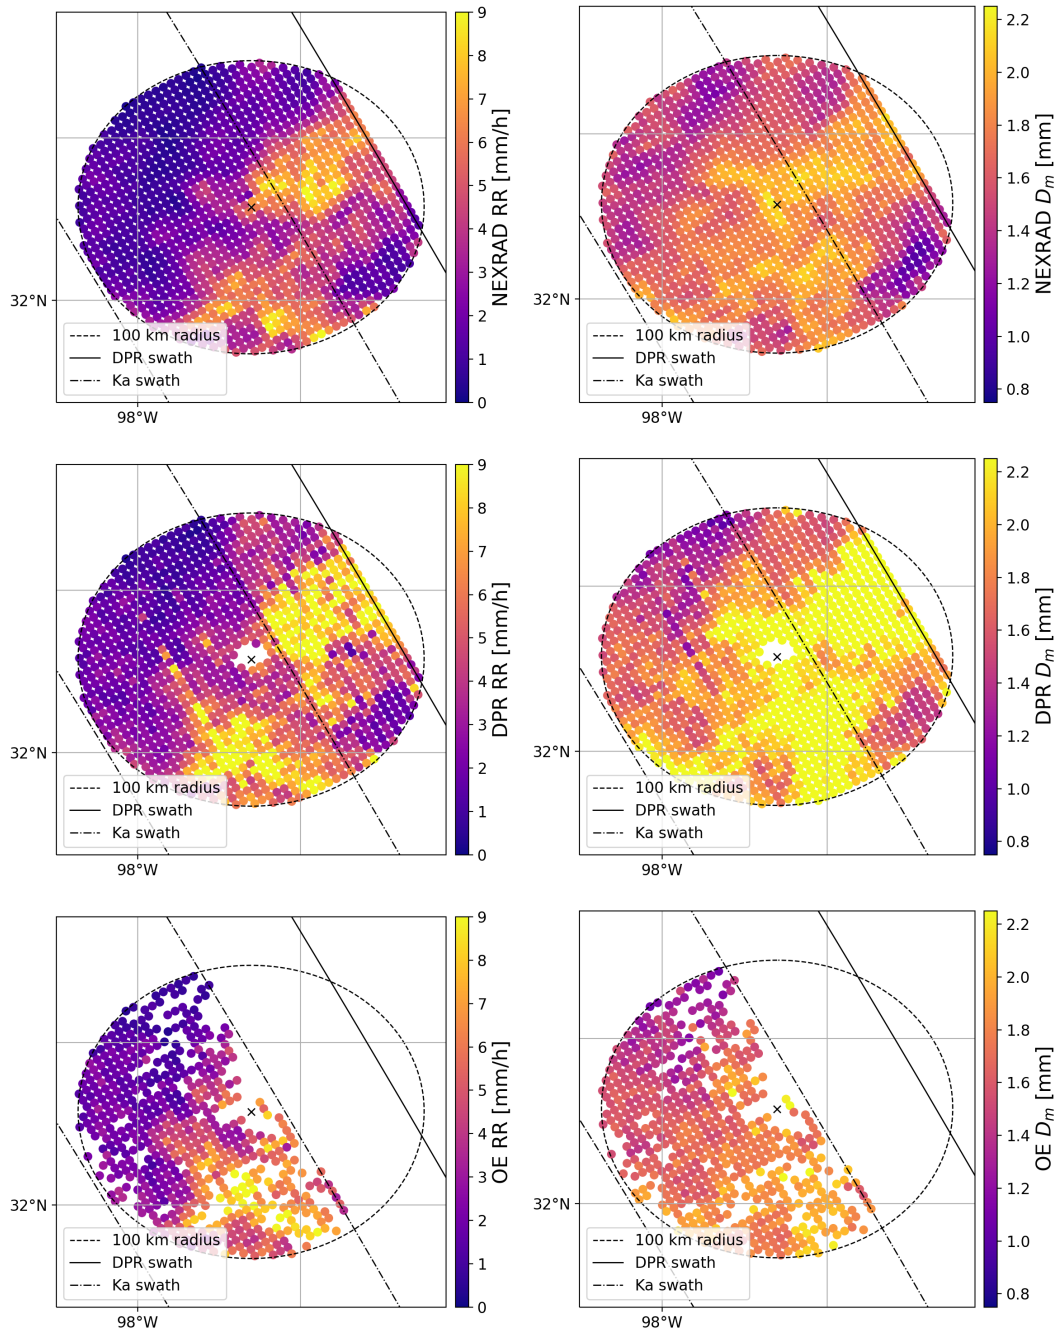 9
8
7
6
5
4
3
2
1
0
NEXRAD RR [mm/h]
32°N
98°W
100 km radius
DPR swath
Ka swath
2.2
2.0
1.8
1.6
1.4
1.2
1.0
0.8
NEXRAD Dm [mm]
32°N
98°W
100 km radius
DPR swath
Ka swath
9
8
7
6
5
4
3
2
1
0
DPR RR [mm/h]
32°N
98°W
100 km radius
DPR swath
Ka swath
2.2
2.0
1.8
1.6
1.4
1.2
1.0
0.8
DPR Dm [mm]
32°N
98°W
100 km radius
DPR swath
Ka swath
9
8
7
6
5
4
3
2
1
0
OE RR [mm/h]
32°N
98°W
100 km radius
DPR swath
Ka swath
2.2
2.0
1.8
1.6
1.4
1.2
1.0
0.8
OE Dm [mm]
32°N
98°W
100 km radius
DPR swath
Ka swath